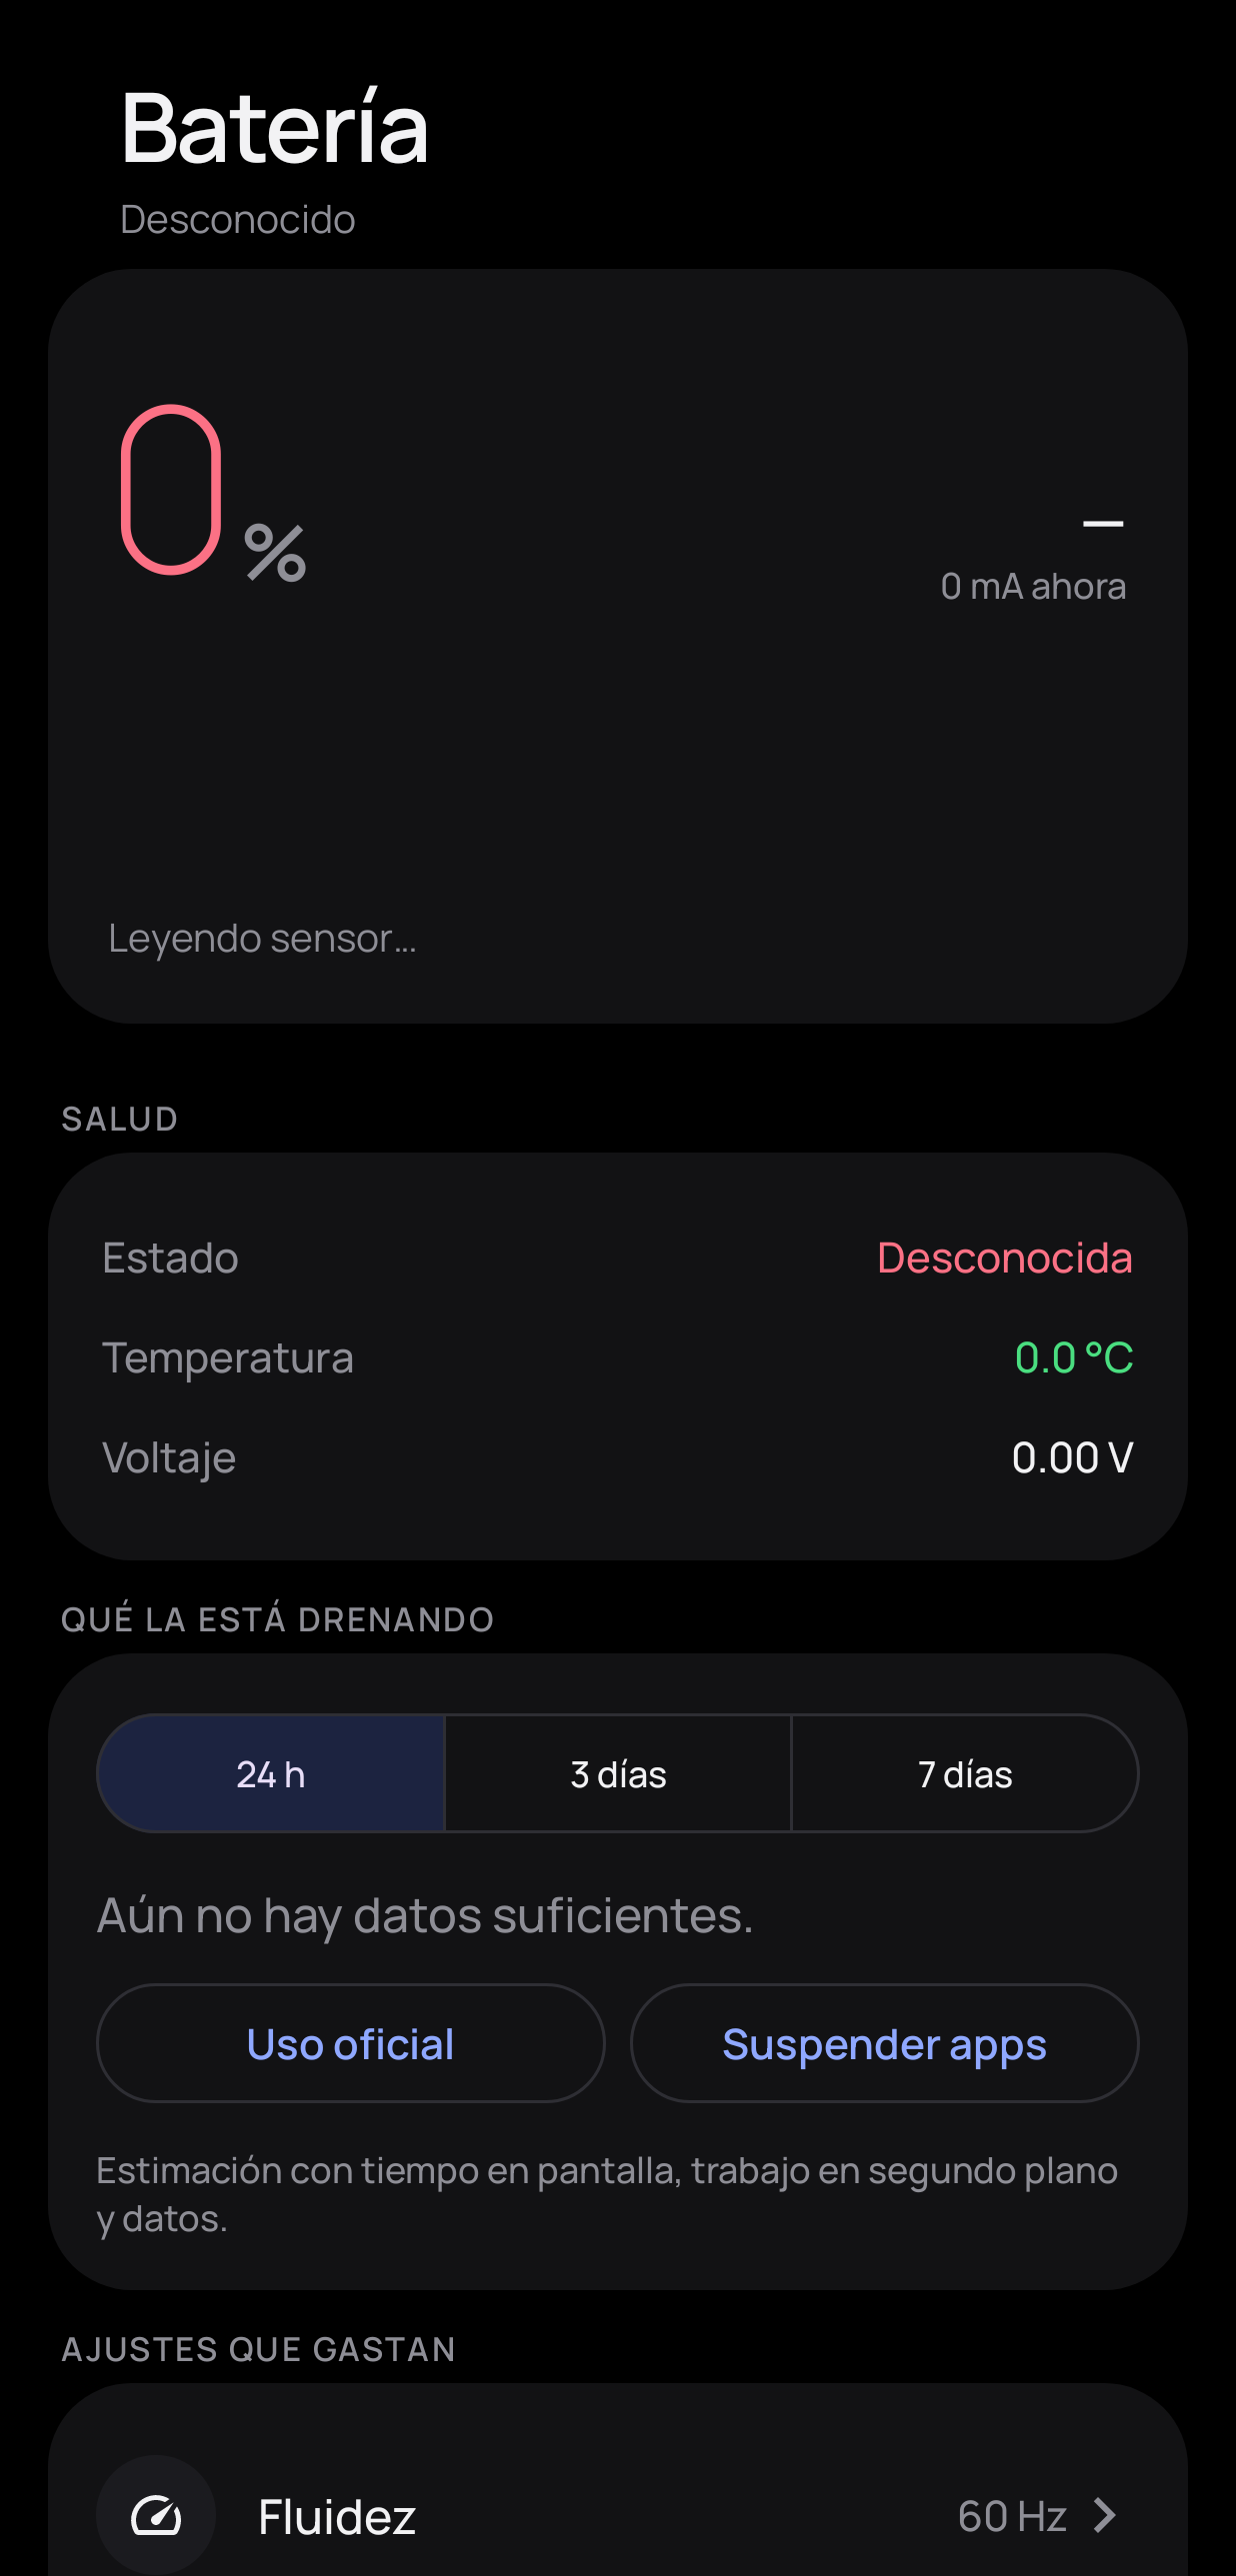 Batería
Desconocido
0 %
—
0 mA ahora
Leyendo sensor...
SALUD
Estado Desconocida
Temperatura 0.0 °C
Voltaje 0.00 V
QUÉ LA ESTÁ DRENANDO
24 h 3 días 7 días
Aún no hay datos suficientes.
Uso oficial Suspender apps
Estimación con tiempo en pantalla, trabajo en segundo plano
y datos.
AJUSTES QUE GASTAN
Fluidez 60 Hz